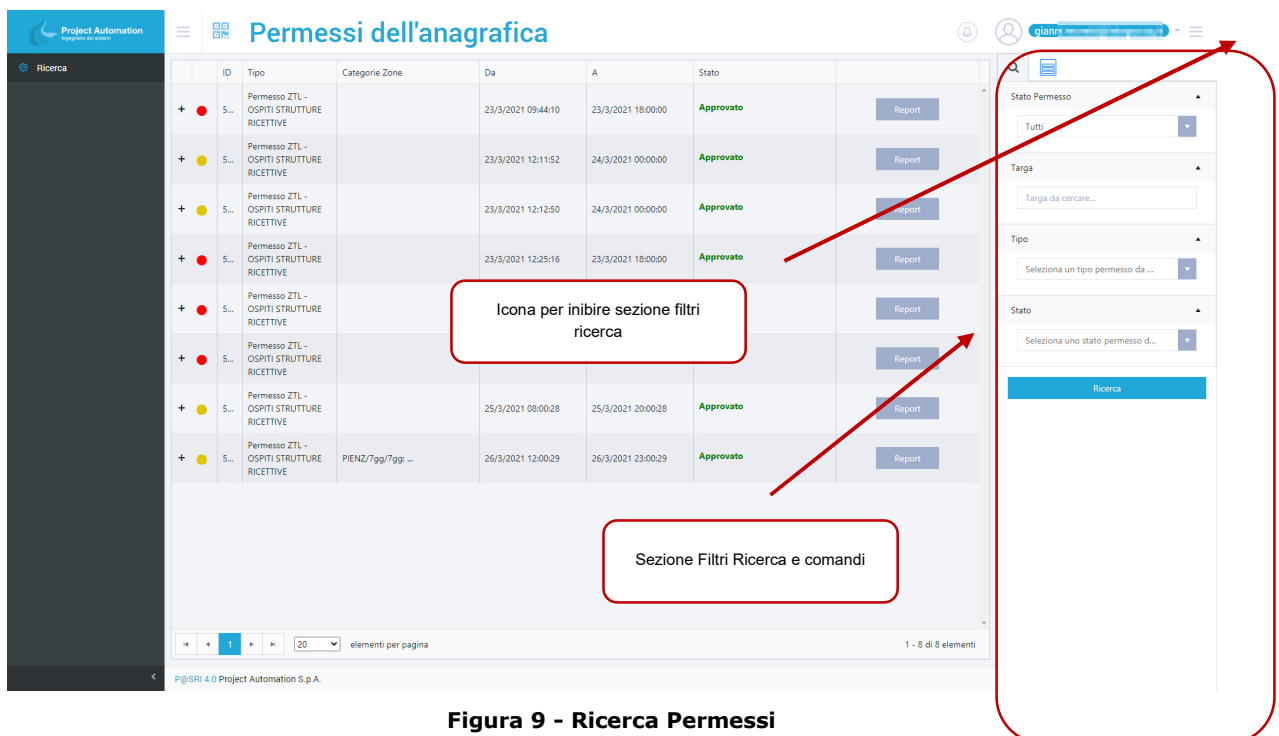 Project Automation
Ingegneria dei sistemi
Permessi dell'anagrafica
giann
Ricerca
ID Tipo Categorie Zone Da A Stato
+ 5... Permesso ZTL - OSPITI STRUTTURE RICETTIVE 23/3/2021 09:44:10 23/3/2021 18:00:00 Approvato Report
+ 5... Permesso ZTL - OSPITI STRUTTURE RICETTIVE 23/3/2021 12:11:52 24/3/2021 00:00:00 Approvato Report
+ 5... Permesso ZTL - OSPITI STRUTTURE RICETTIVE 23/3/2021 12:12:50 24/3/2021 00:00:00 Approvato Report
+ 5... Permesso ZTL - OSPITI STRUTTURE RICETTIVE 23/3/2021 12:25:16 23/3/2021 18:00:00 Approvato Report
+ 5... Permesso ZTL - OSPITI STRUTTURE RICETTIVE Report
+ 5... Permesso ZTL - OSPITI STRUTTURE RICETTIVE Report
+ 5... Permesso ZTL - OSPITI STRUTTURE RICETTIVE 25/3/2021 08:00:28 25/3/2021 20:00:28 Approvato Report
+ 5... Permesso ZTL - OSPITI STRUTTURE RICETTIVE PIENZ/7gg/7gg: ... 26/3/2021 12:00:29 26/3/2021 23:00:29 Approvato Report
Icona per inibire sezione filtri
ricerca
Sezione Filtri Ricerca e comandi
Stato Permesso
Tutti
Targa
Targa da cercare...
Tipo
Seleziona un tipo permesso da ...
Stato
Seleziona uno stato permesso d...
Ricerca
1 20 elementi per pagina 1 - 8 di 8 elementi
P@SRI 4.0 Project Automation S.p.A.
Figura 9 - Ricerca Permessi